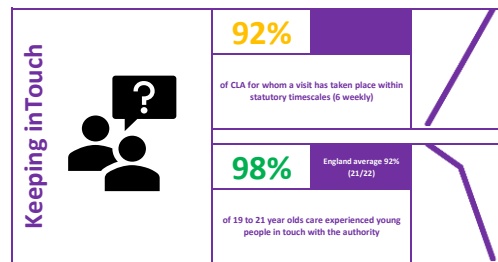 Keeping inTouch
?
92%
of CLA for whom a visit has taken place within
statutory timescales (6 weekly)
98%
England average 92%
(21/22)
of 19 to 21 year olds care experienced young
people in touch with the authority